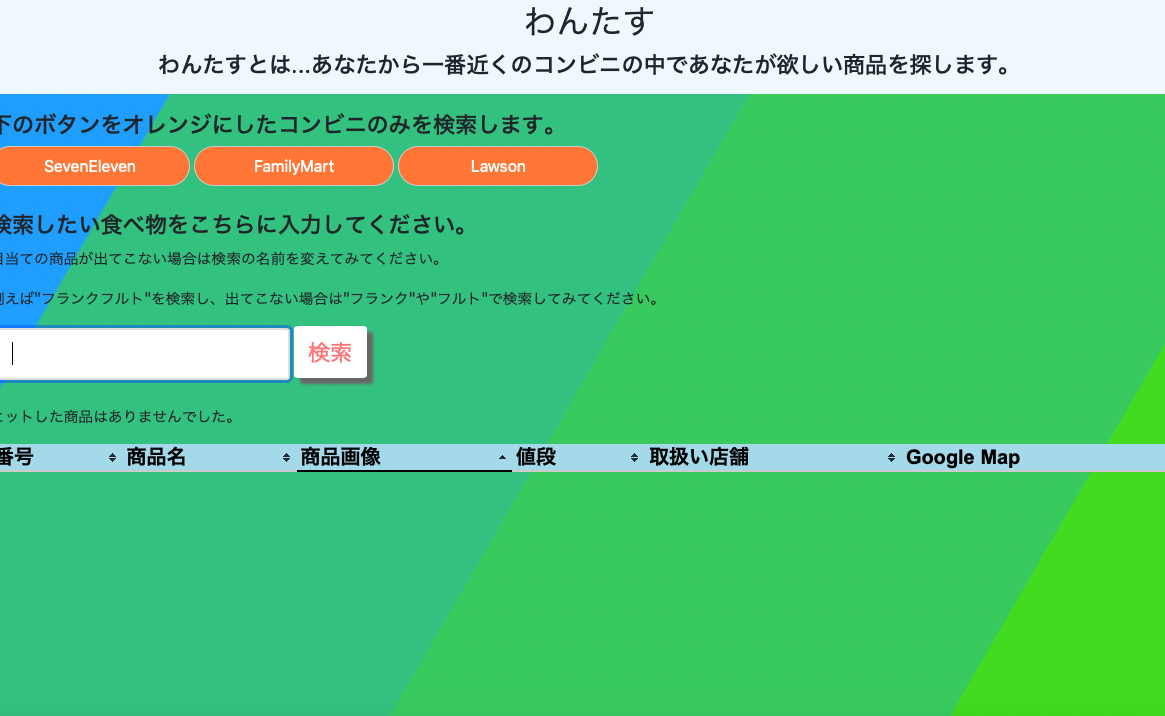 わんたす
わんたすとは...あなたから一番近くのコンビニの中であなたが欲しい商品を探します。
下のボタンをオレンジにしたコンビニのみを検索します。
SevenEleven FamilyMart Lawson
検索したい食べ物をこちらに入力してください。
目当ての商品が出てこない場合は検索の名前を変えてみてください。
例えば"フランクフルト"を検索し、出てこない場合は"フランク"や"フルト"で検索してみてください。
検索
ヒットした商品はありませんでした。
番号 商品名 商品画像 値段 取扱い店舗 Google Map